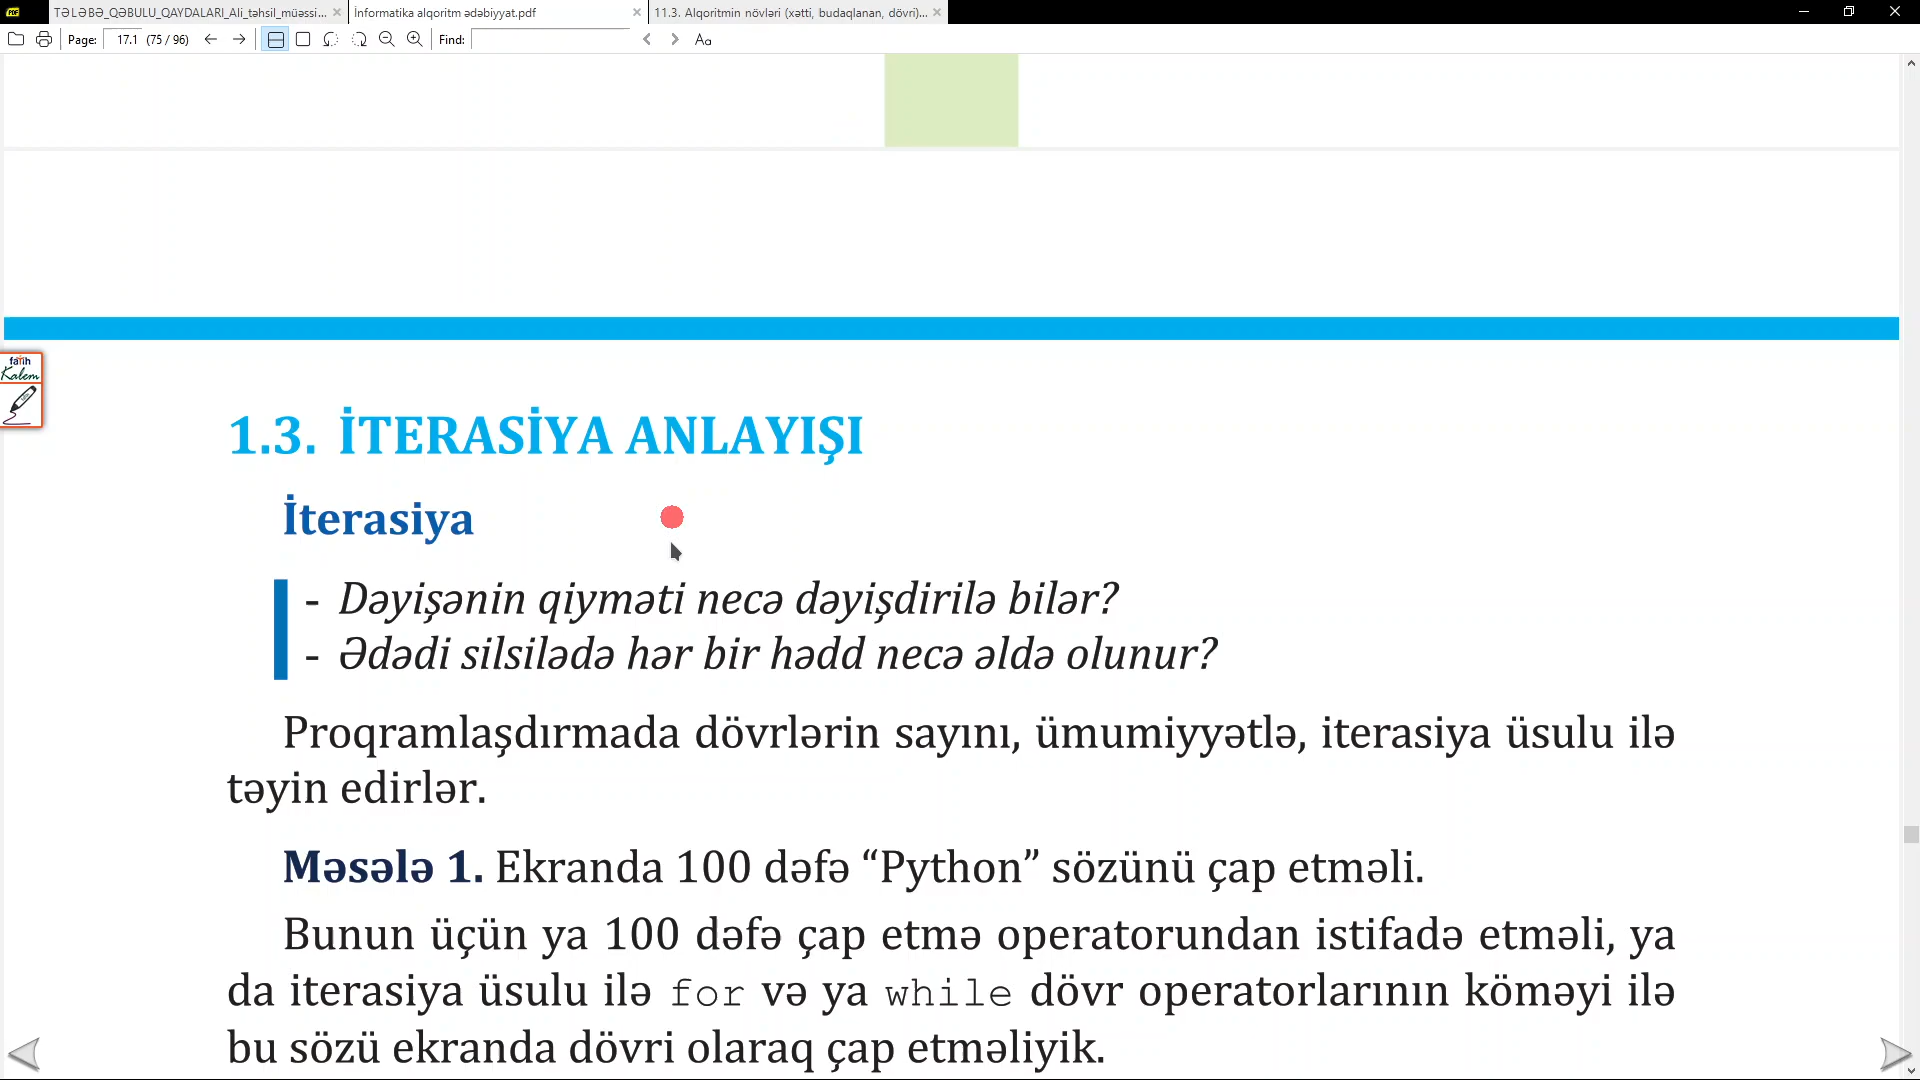 TƏLƏBƏ_QƏBULU_QAYDALARI_Ali_təhsil_müəssi...
İnformatika alqoritm ədəbiyyat.pdf
11.3. Alqoritmin növləri (xətti, budaqlanan, dövri)...
Page: 17.1 (75 / 96) Find: Aa
fatih
Kalem
1.3. İTERASİYA ANLAYIŞI
İterasiya
- Dəyişənin qiyməti necə dəyişdirilə bilər?
- Ədədi silsilədə hər bir hədd necə əldə olunur?
Proqramlaşdırmada dövrlərin sayını, ümumiyyətlə, iterasiya üsulu ilə
təyin edirlər.
Məsələ 1. Ekranda 100 dəfə “Python” sözünü çap etməli.
Bunun üçün ya 100 dəfə çap etmə operatorundan istifadə etməli, ya
da iterasiya üsulu ilə for və ya while dövr operatorlarının köməyi ilə
bu sözü ekranda dövri olaraq çap etməliyik.